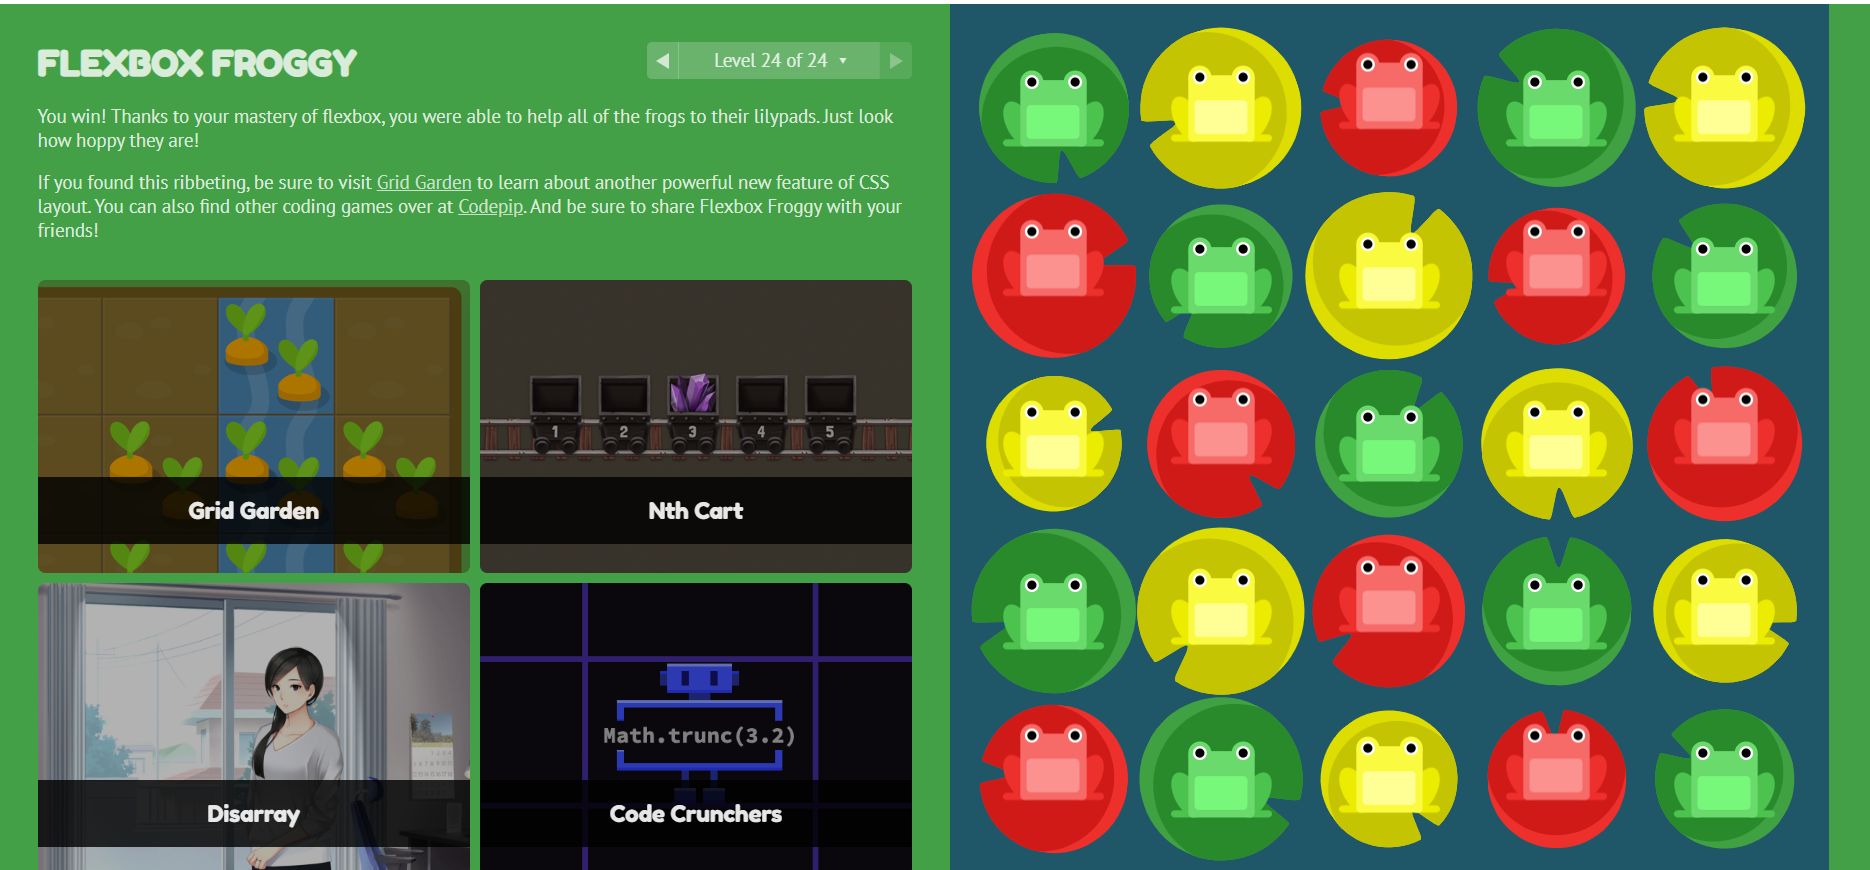 FLEXBOX FROGGY
Level 24 of 24
You win! Thanks to your mastery of flexbox, you were able to help all of the frogs to their lilypads. Just look
how hoppy they are!
If you found this ribbeting, be sure to visit Grid Garden to learn about another powerful new feature of CSS
layout. You can also find other coding games over at Codepip. And be sure to share Flexbox Froggy with your
friends!
Grid Garden
1 2 3 4 5
Nth Cart
Disarray
Math.trunc(3.2)
Code Crunchers